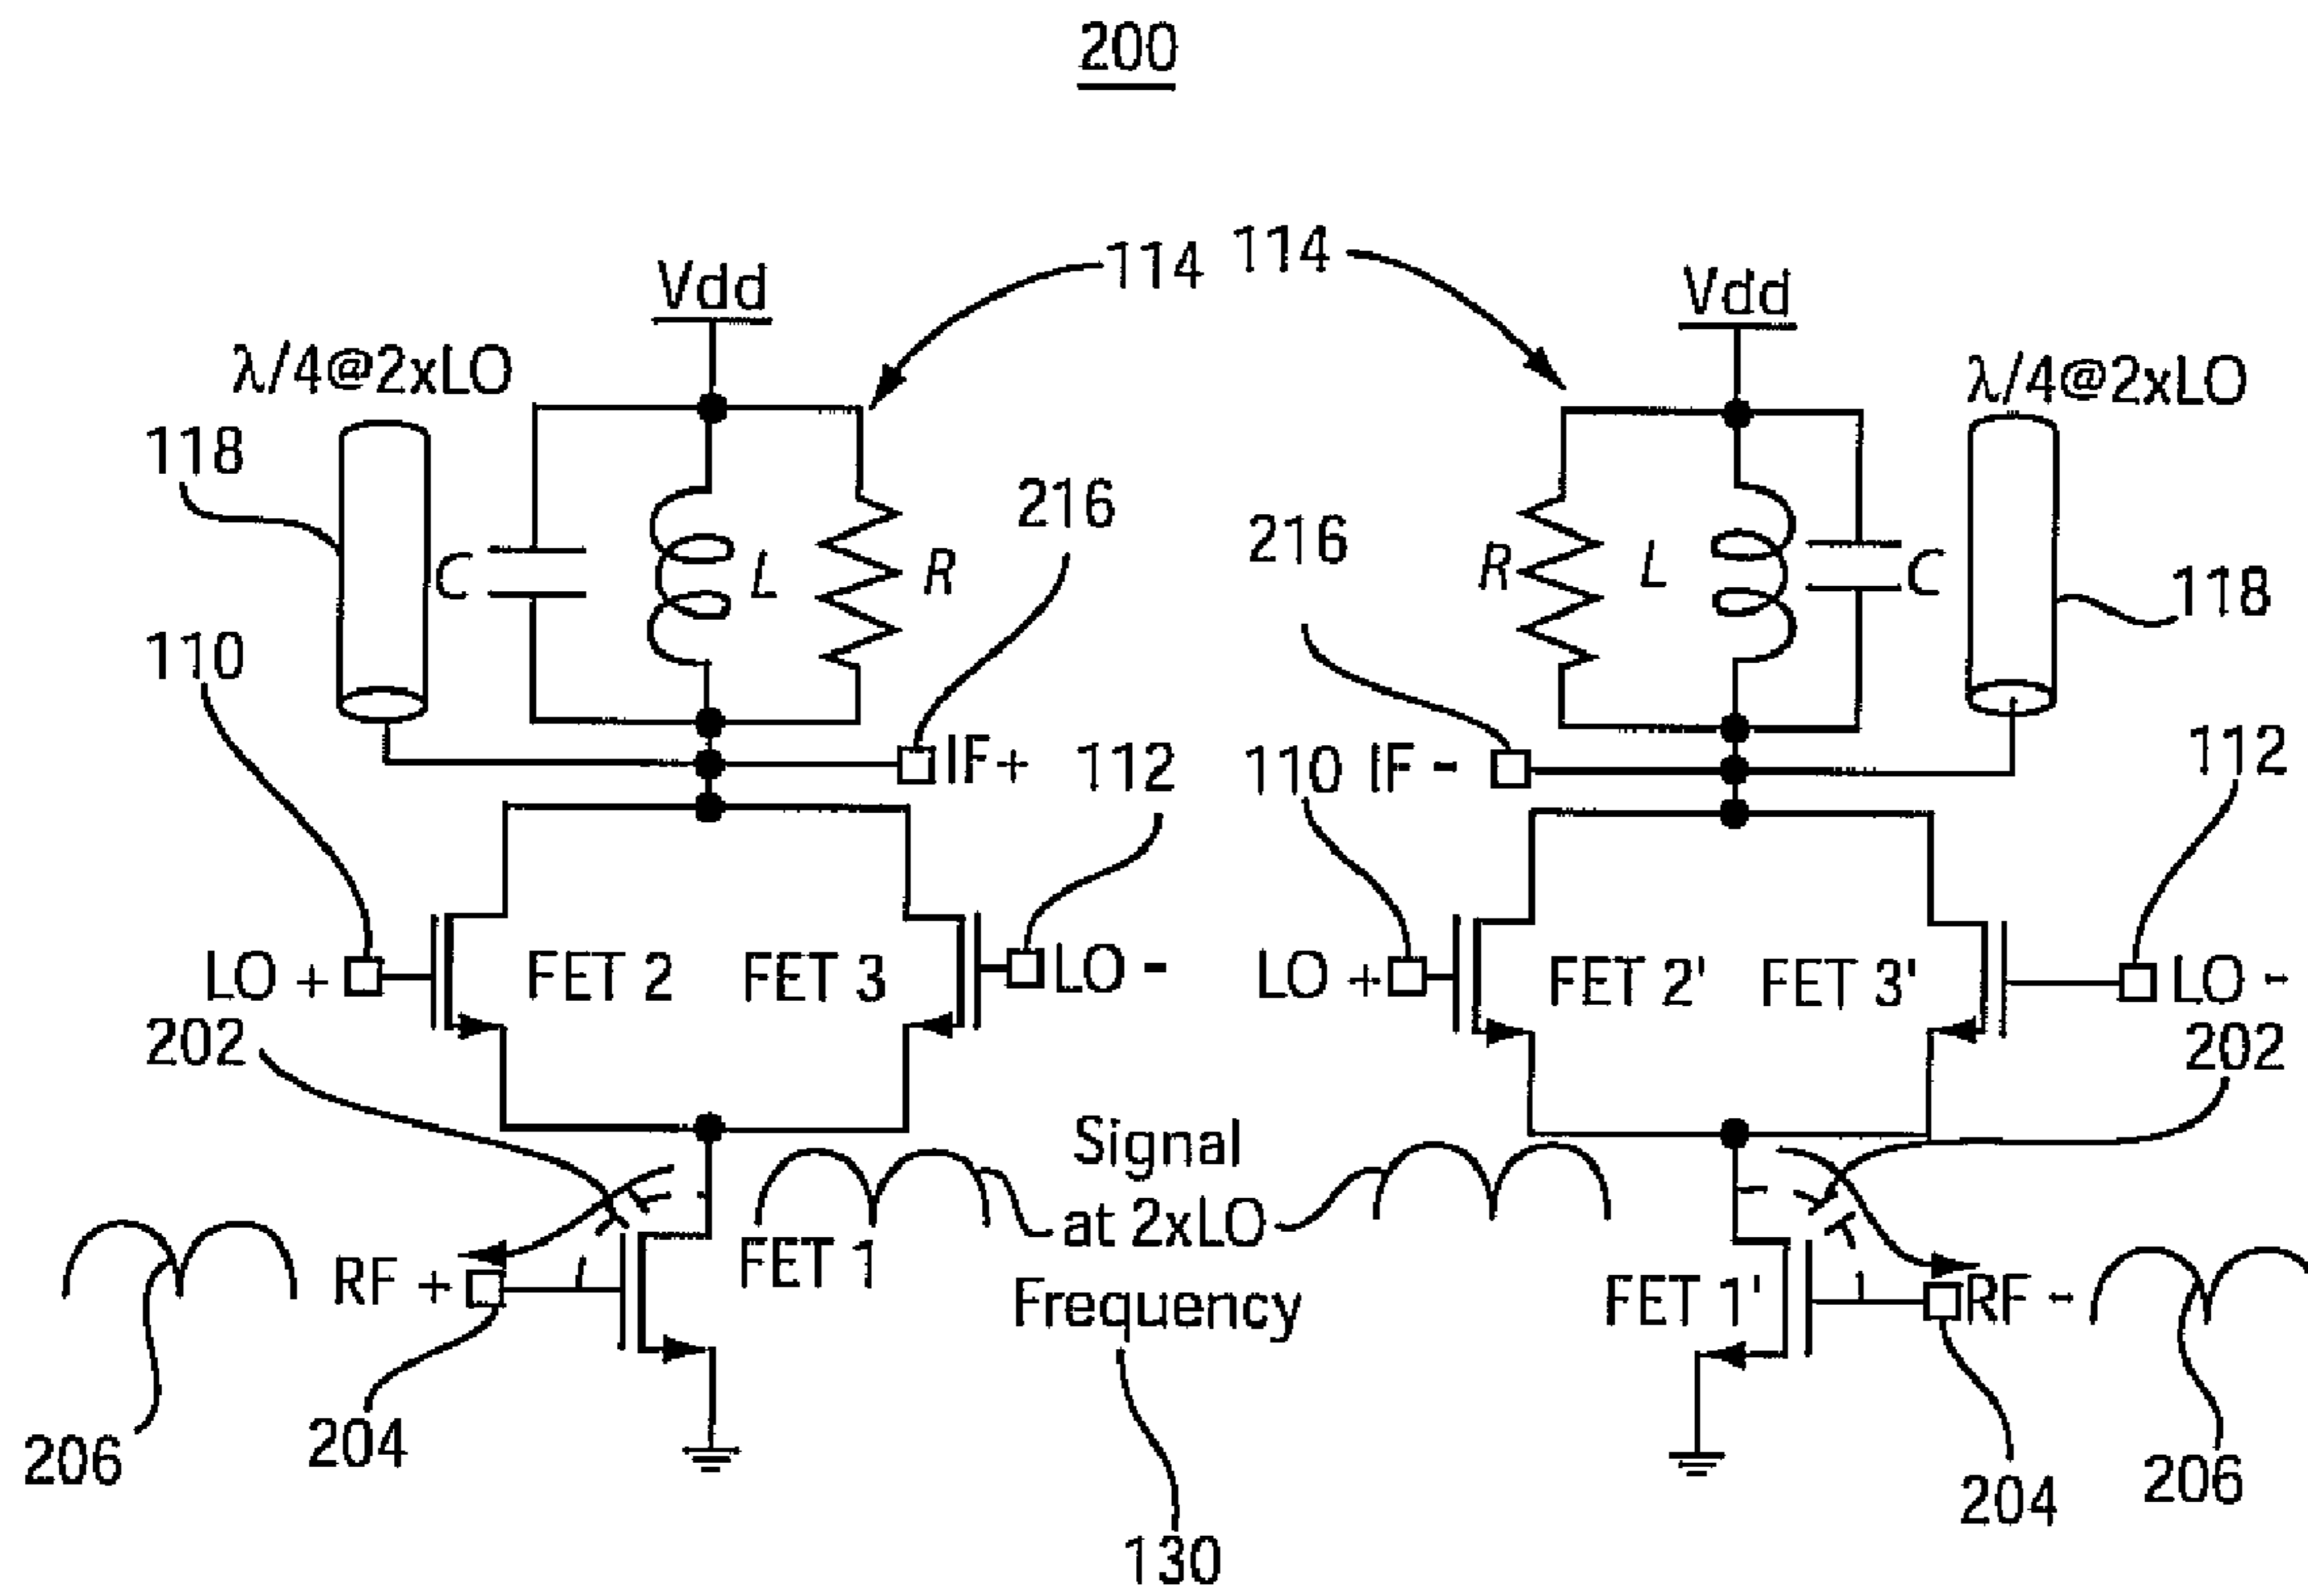 200
114 114
Vdd Vdd
λ/4@2xLO λ/4@2xLO
118 216 216 118
C L R R L C
110 IF+ 112 110 IF - 112
LO + FET 2 FET 3 LO - LO + FET 2' FET 3' LO -
202 202
Signal
at 2xLO
Frequency
RF + FET 1 FET 1' RF -
206 204 204 206
130